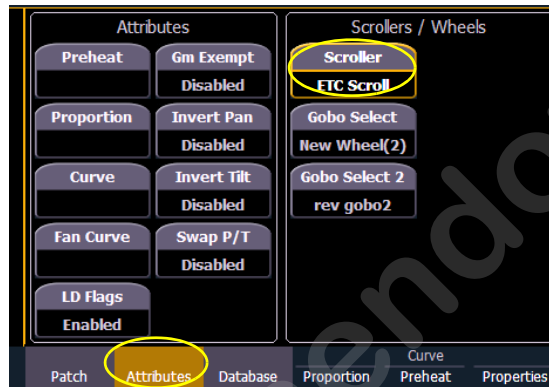 Attributes
Scrollers / Wheels
Preheat
Gm Exempt
Disabled
Scroller
ETC Scroll
Proportion
Invert Pan
Disabled
Gobo Select
New Wheel(2)
Curve
Invert Tilt
Disabled
Gobo Select 2
rev gobo2
Fan Curve
Swap P/T
Disabled
LD Flags
Enabled
Curve
Patch Attributes Database Proportion Preheat Properties